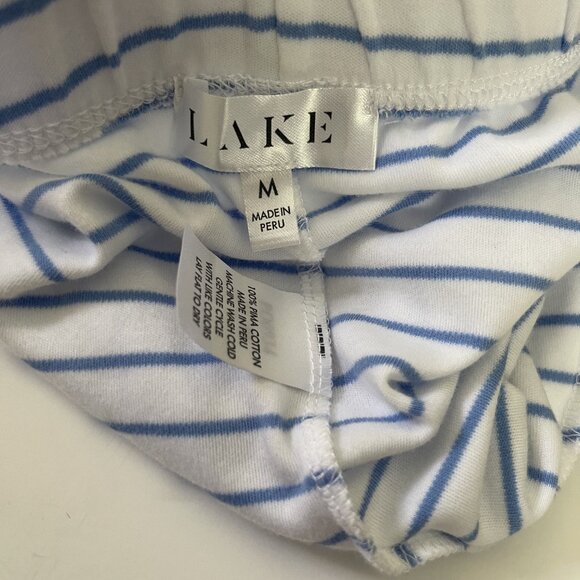 LAKE
M
MADE IN
PERU
100% PIMA COTTON
MADE IN PERU
MACHINE WASH COLD
GENTLE CYCLE
WITH LIKE COLORS
LAY FLAT TO DRY